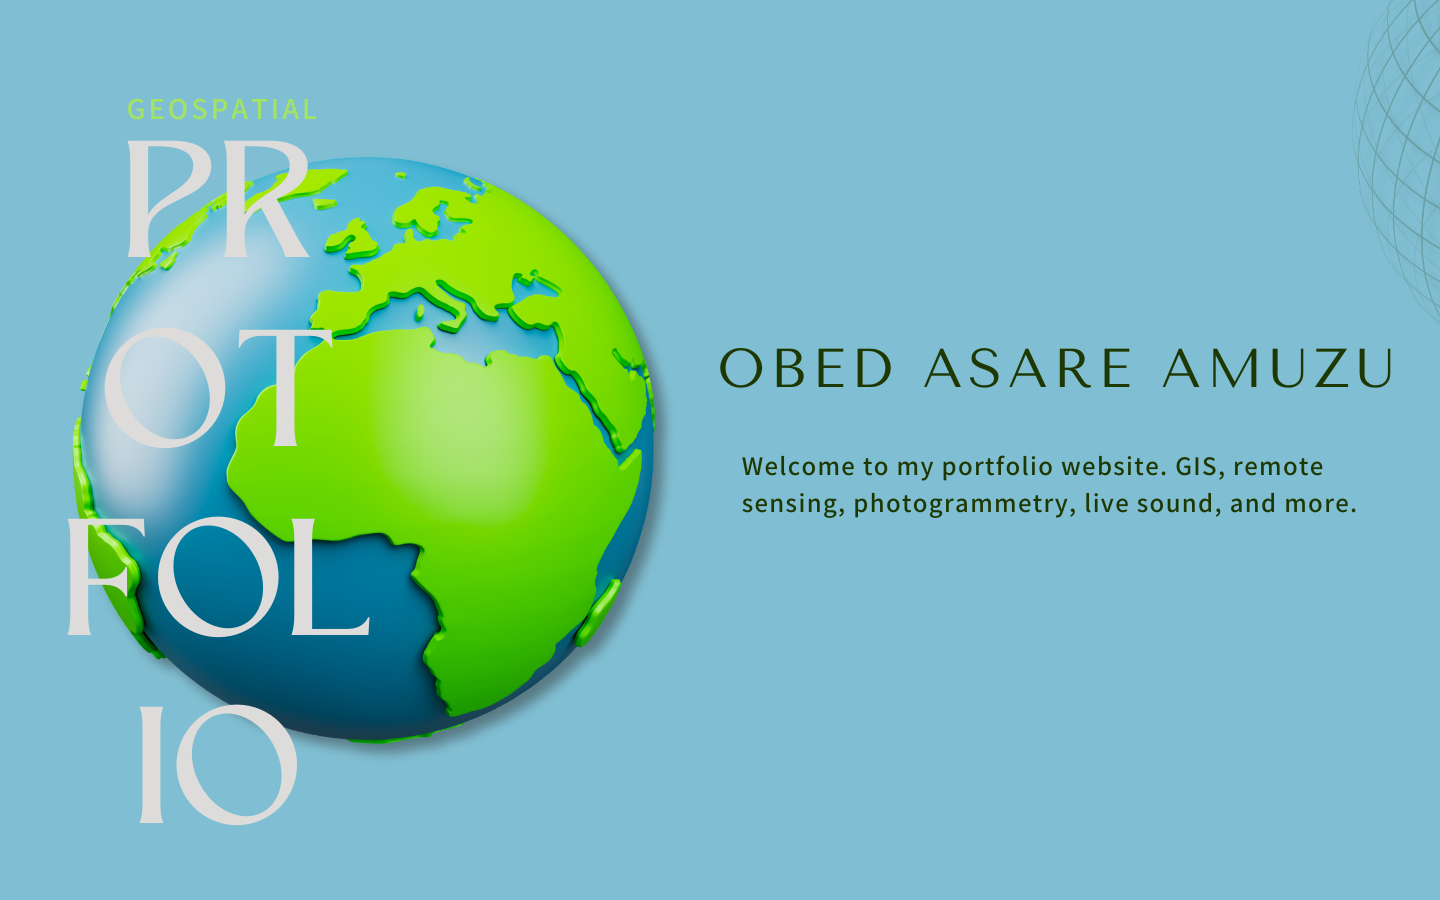 GEOSPATIAL
PR
OT
FOL
IO
OBED ASARE AMUZU
Welcome to my portfolio website. GIS, remote
sensing, photogrammetry, live sound, and more.